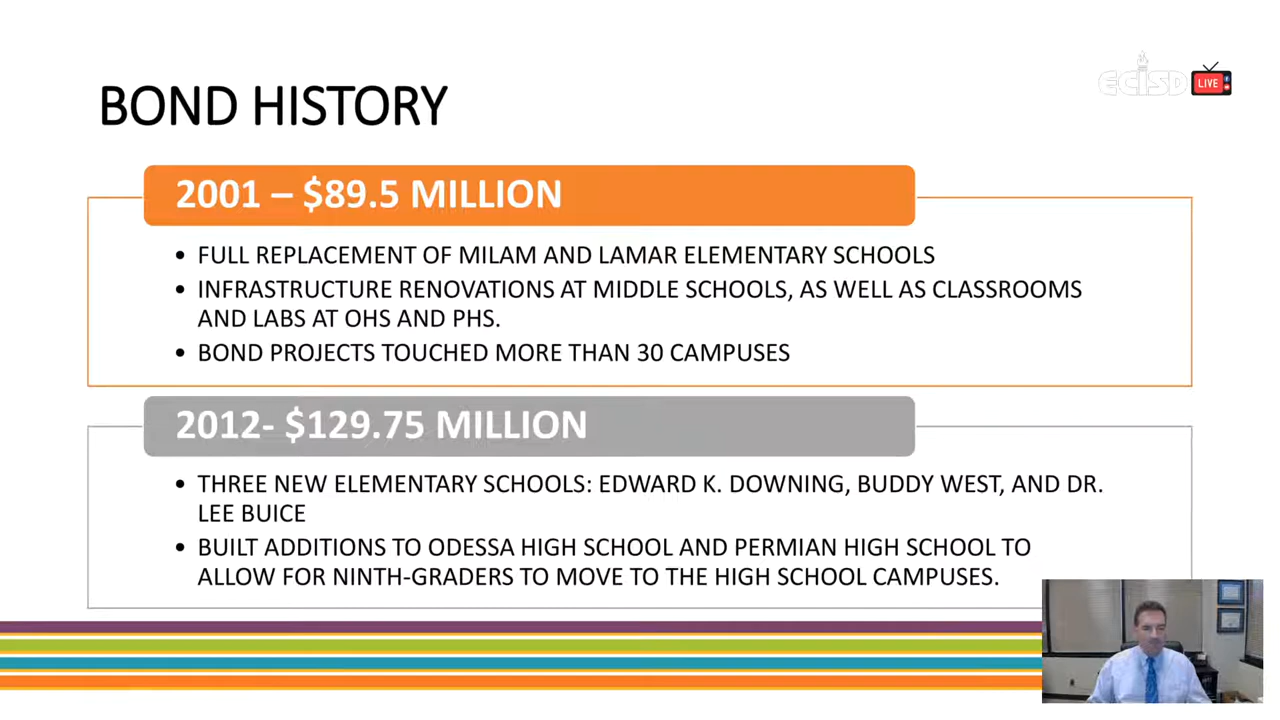 ECISD LIVE
BOND HISTORY
2001 – $89.5 MILLION
• FULL REPLACEMENT OF MILAM AND LAMAR ELEMENTARY SCHOOLS
• INFRASTRUCTURE RENOVATIONS AT MIDDLE SCHOOLS, AS WELL AS CLASSROOMS
AND LABS AT OHS AND PHS.
• BOND PROJECTS TOUCHED MORE THAN 30 CAMPUSES
2012- $129.75 MILLION
• THREE NEW ELEMENTARY SCHOOLS: EDWARD K. DOWNING, BUDDY WEST, AND DR.
LEE BUICE
• BUILT ADDITIONS TO ODESSA HIGH SCHOOL AND PERMIAN HIGH SCHOOL TO
ALLOW FOR NINTH-GRADERS TO MOVE TO THE HIGH SCHOOL CAMPUSES.